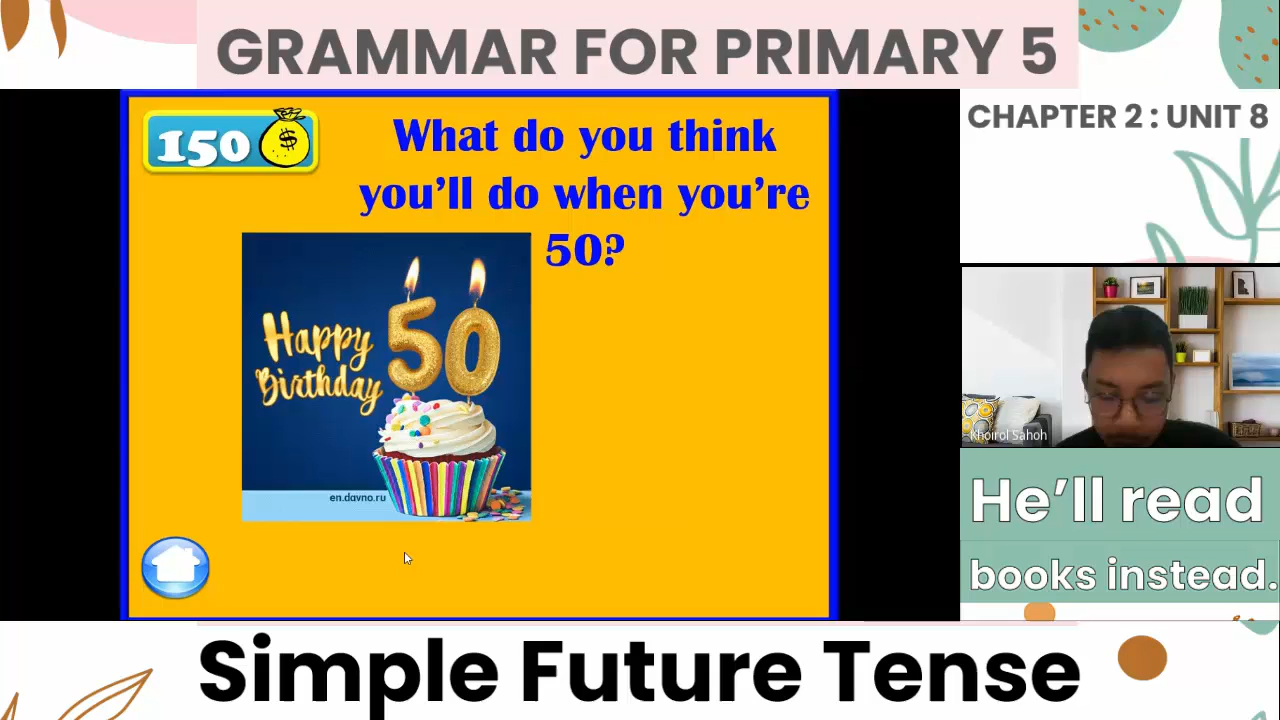 GRAMMAR FOR PRIMARY 5
CHAPTER 2 : UNIT 8
150
$
What do you think
you'll do when you're
50?
Happy
Birthday
50
en.davno.ru
Khoirol Sahoh
He'll read
books instead.
Simple Future Tense